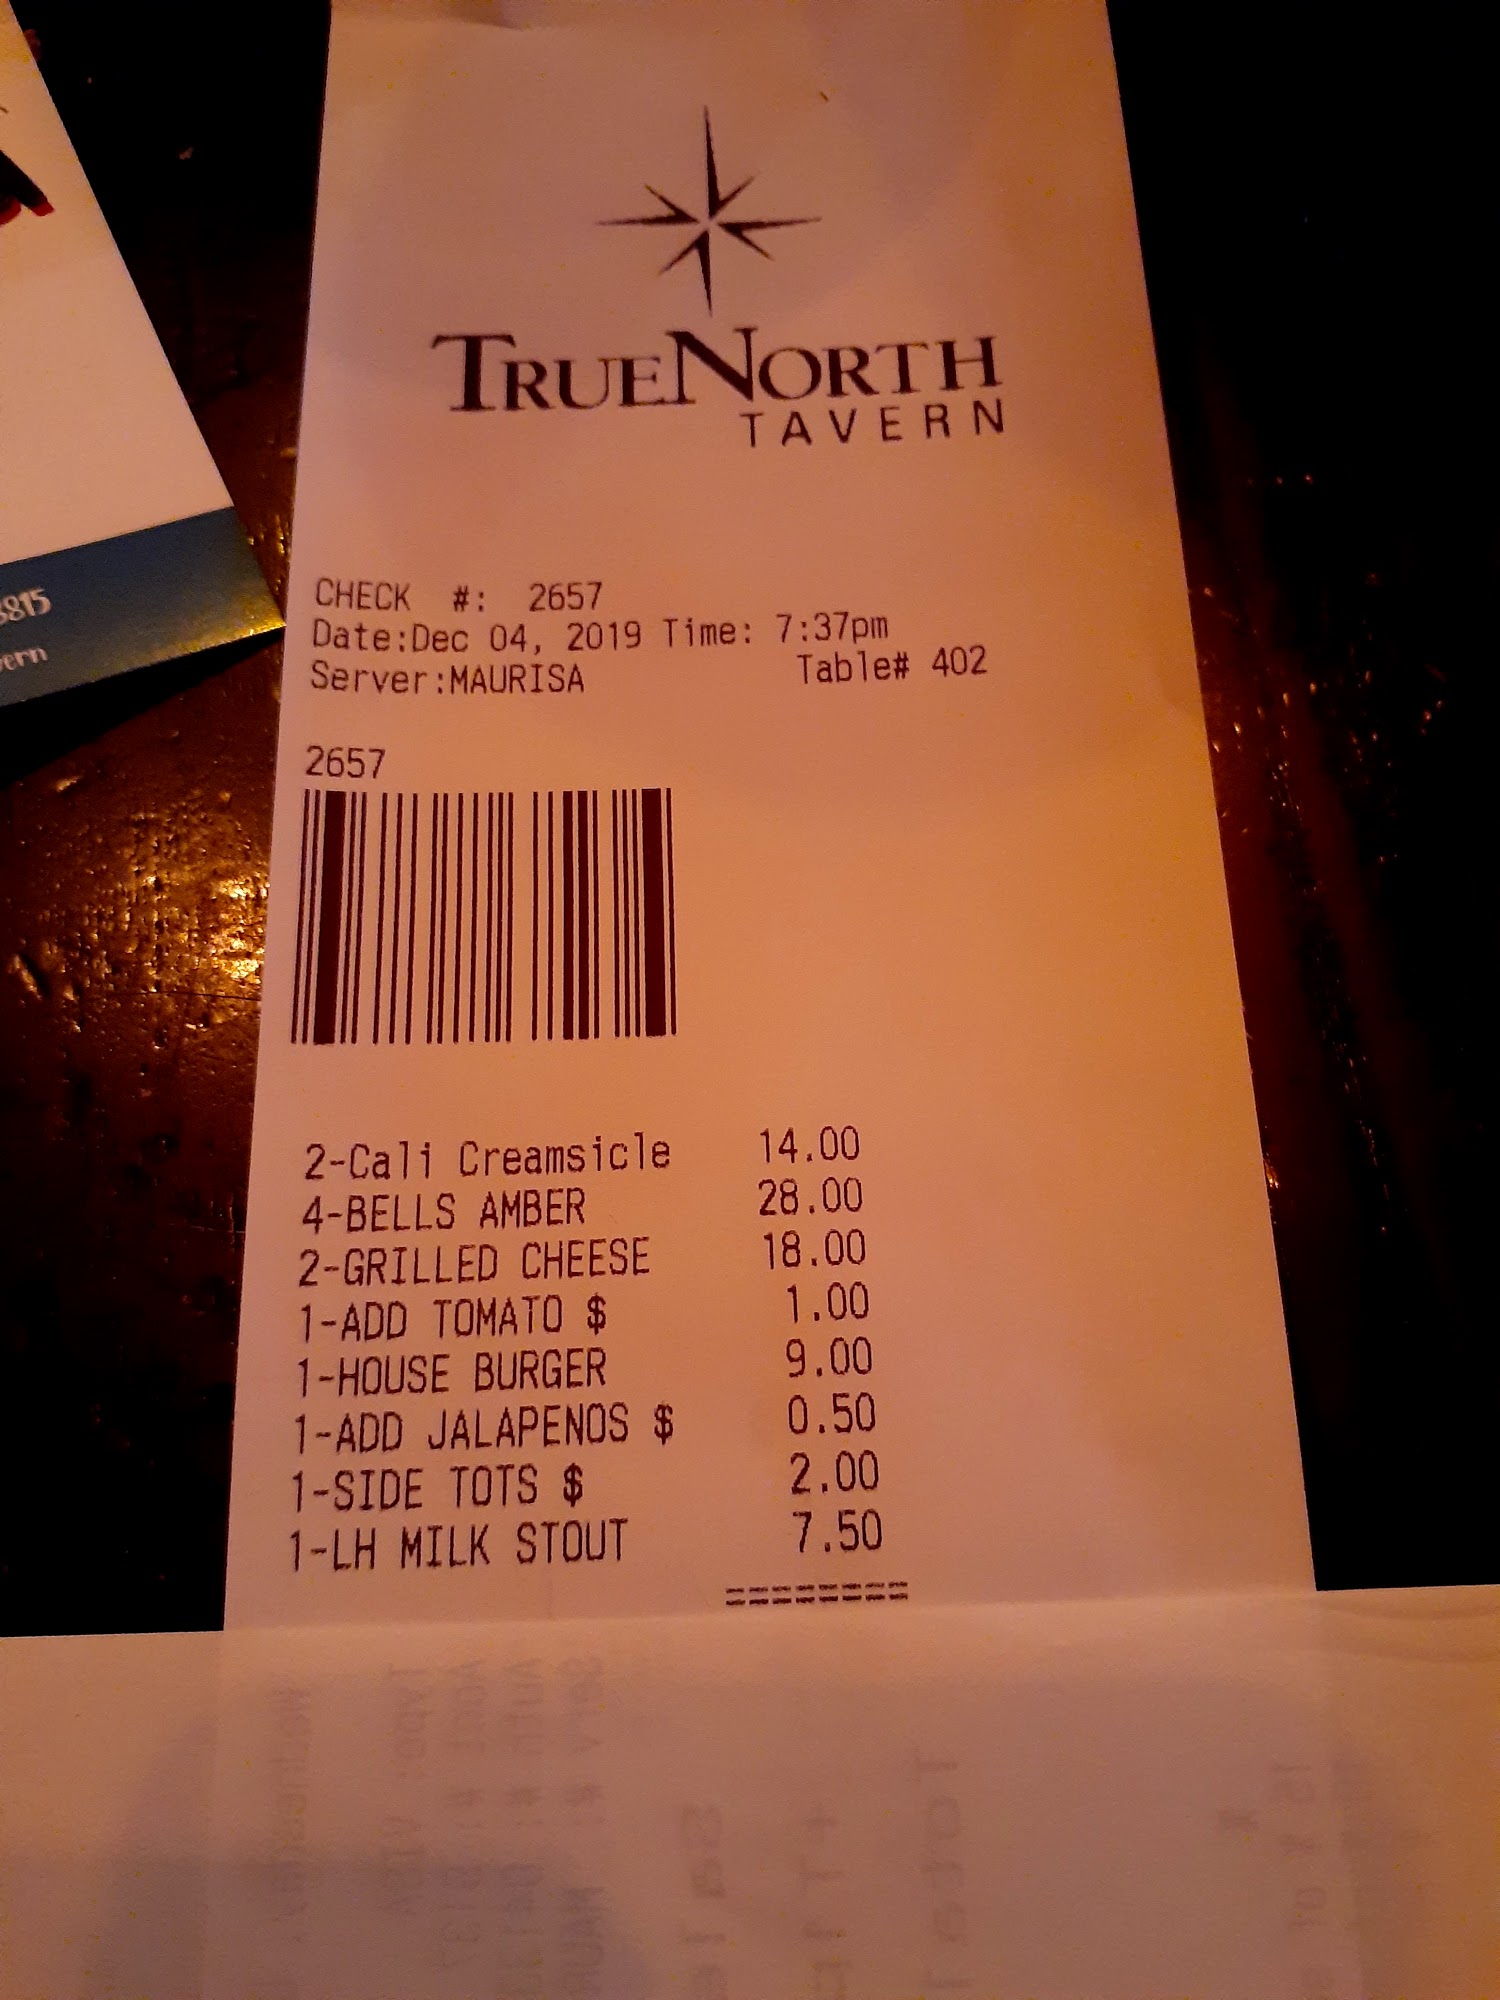 TRUENORTH
TAVERN
CHECK #: 2657
Date:Dec 04, 2019 Time: 7:37pm
Server:MAURISA Table# 402
2657
2-Cali Creamsicle 14.00
4-BELLS AMBER 28.00
2-GRILLED CHEESE 18.00
1-ADD TOMATO $ 1.00
1-HOUSE BURGER 9.00
1-ADD JALAPENOS $ 0.50
1-SIDE TOTS $ 2.00
1-LH MILK STOUT 7.50
========